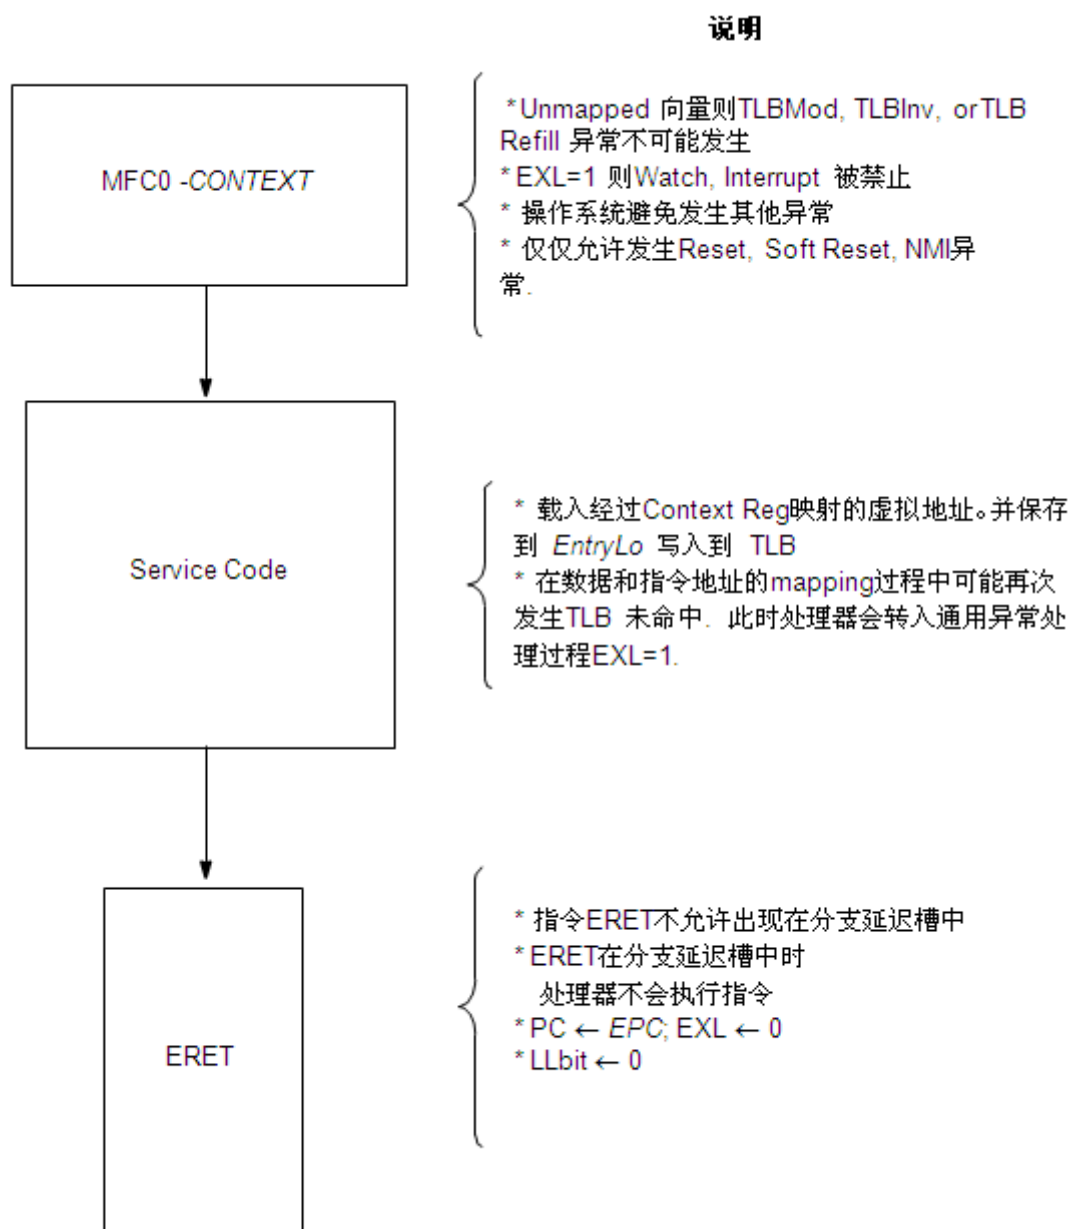 说明
MFC0 -CONTEXT
* Unmapped 向量则TLBMod, TLBInv, orTLB
Refill 异常不可能发生
* EXL=1 则Watch, Interrupt 被禁止
* 操作系统避免发生其他异常
* 仅仅允许发生Reset, Soft Reset, NMI异
常.
Service Code
* 载入经过Context Reg映射的虚拟地址。并保存
到 EntryLo 写入到 TLB
* 在数据和指令地址的mapping过程中可能再次
发生TLB 未命中. 此时处理器会转入通用异常处
理过程EXL=1.
ERET
* 指令ERET不允许出现在分支延迟槽中
* ERET在分支延迟槽中时
处理器不会执行指令
* PC ← EPC; EXL ← 0
* LLbit ← 0